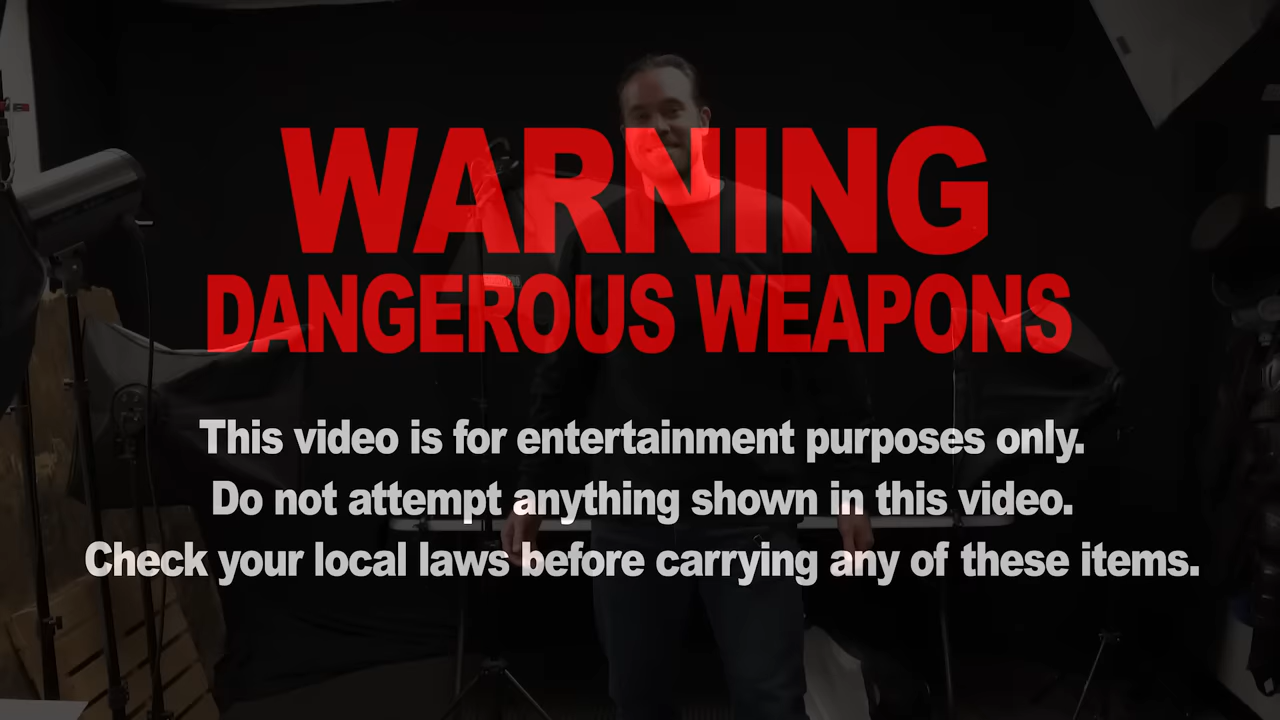 WARNING
DANGEROUS WEAPONS
This video is for entertainment purposes only.
Do not attempt anything shown in this video.
Check your local laws before carrying any of these items.